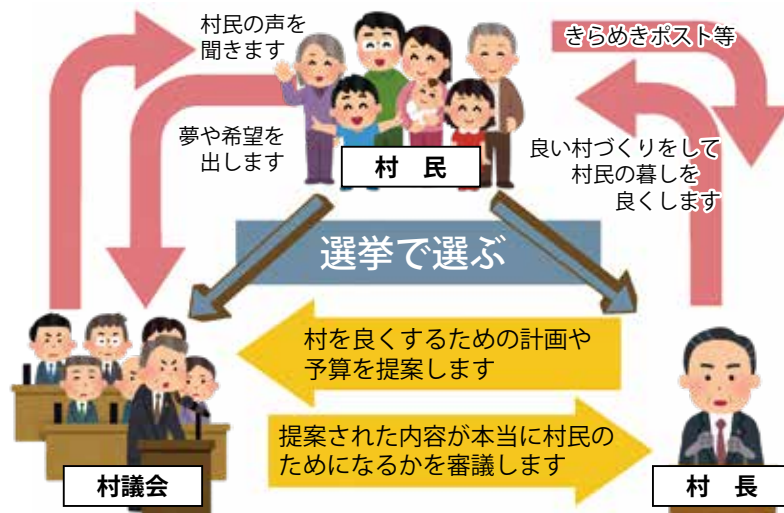 村民の声を
聞きます
きらめきポスト等
夢や希望を
出します
村　民
良い村づくりをして
村民の暮しを
良くします
選挙で選ぶ
村を良くするための計画や
予算を提案します
提案された内容が本当に村民の
ためになるかを審議します
村議会
村　長